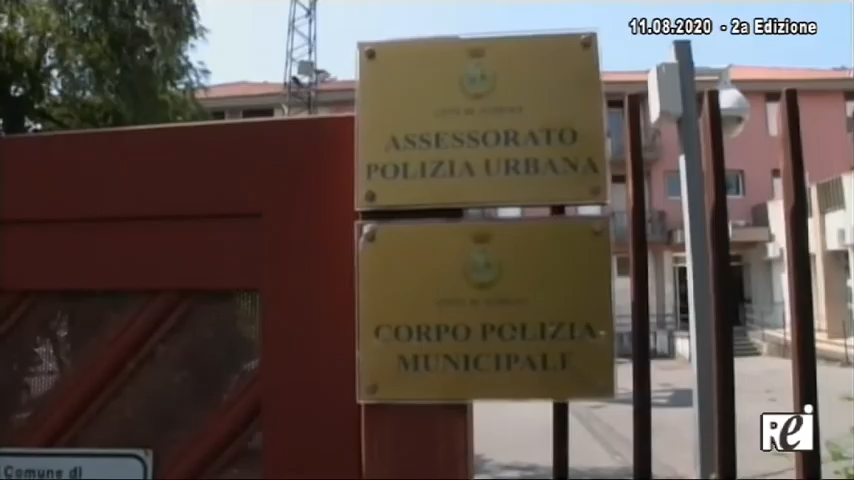 11.08.2020 - 2a Edizione
ASSESSORATO
POLIZIA URBANA
CORPO POLIZIA
MUNICIPALE
Comune di
Rei